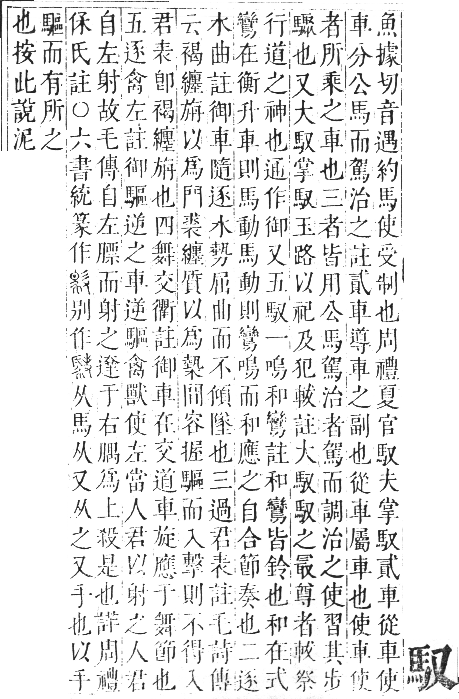 馭
魚據切音遇約馬使受制也周禮夏官馭夫掌馭貳車從車使
車分公馬而駕治之註貳車導車之副也從車屬車也使車使
者所乘之車也三者皆用公馬駕治者駕而調治之使習其步
驟也又大馭掌馭玉路以祀及犯軷註大馭馭之最尊者軷祭
行道之神也通作御又五馭一鳴和鸞註和鸞皆鈴也和在式
鸞在衡升車則馬動馬動則鸞鳴而和應之自合節奏也二逐
水曲註御車隨逐水勢屈曲而不傾墜也三過君表註毛詩傳
云褐纏旃以爲門裘纏質以爲槷間容握驅而入擊則不得入
君表卽褐纏旃也四舞交衢註御車在交道車旋應于舞節也
五逐禽左註御驅逆之車逆驅禽獸使左當人君以射之人君
自左射故毛傳自左膘而射之達于右腢爲上殺是也詳周禮
保氏註○六書統篆作別作从馬从又从之又手也以手
驅而有所之
也按此說泥